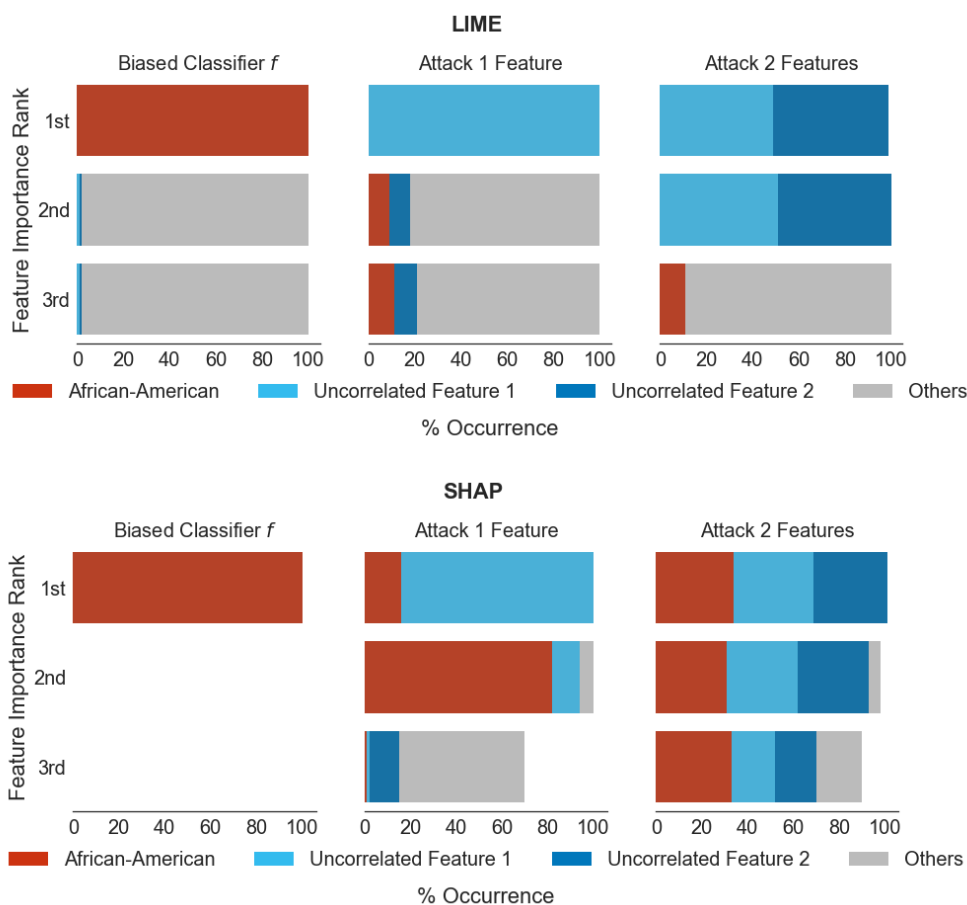 LIME
Biased Classifier f
Attack 1 Feature
Attack 2 Features
Feature Importance Rank
1st
2nd
3rd
0 20 40 60 80 100
0 20 40 60 80 100
0 20 40 60 80 100
African-American
Uncorrelated Feature 1
Uncorrelated Feature 2
Others
% Occurrence
SHAP
Biased Classifier f
Attack 1 Feature
Attack 2 Features
Feature Importance Rank
1st
2nd
3rd
0 20 40 60 80 100
0 20 40 60 80 100
0 20 40 60 80 100
African-American
Uncorrelated Feature 1
Uncorrelated Feature 2
Others
% Occurrence